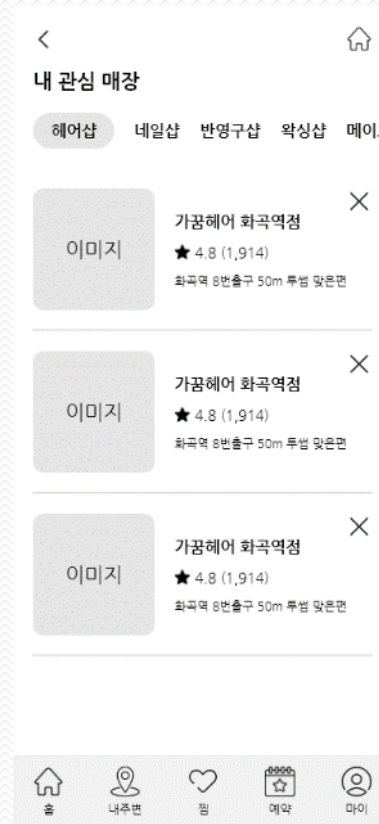 내 관심 매장
헤어샵 네일샵 반영구샵 왁싱샵 메이
이미지
가꿈헤어 화곡역점
★ 4.8 (1,914)
화곡역 8번출구 50m 투썸 맞은편
이미지
가꿈헤어 화곡역점
★ 4.8 (1,914)
화곡역 8번출구 50m 투썸 맞은편
이미지
가꿈헤어 화곡역점
★ 4.8 (1,914)
화곡역 8번출구 50m 투썸 맞은편
홈 내주변 찜 예약 마이